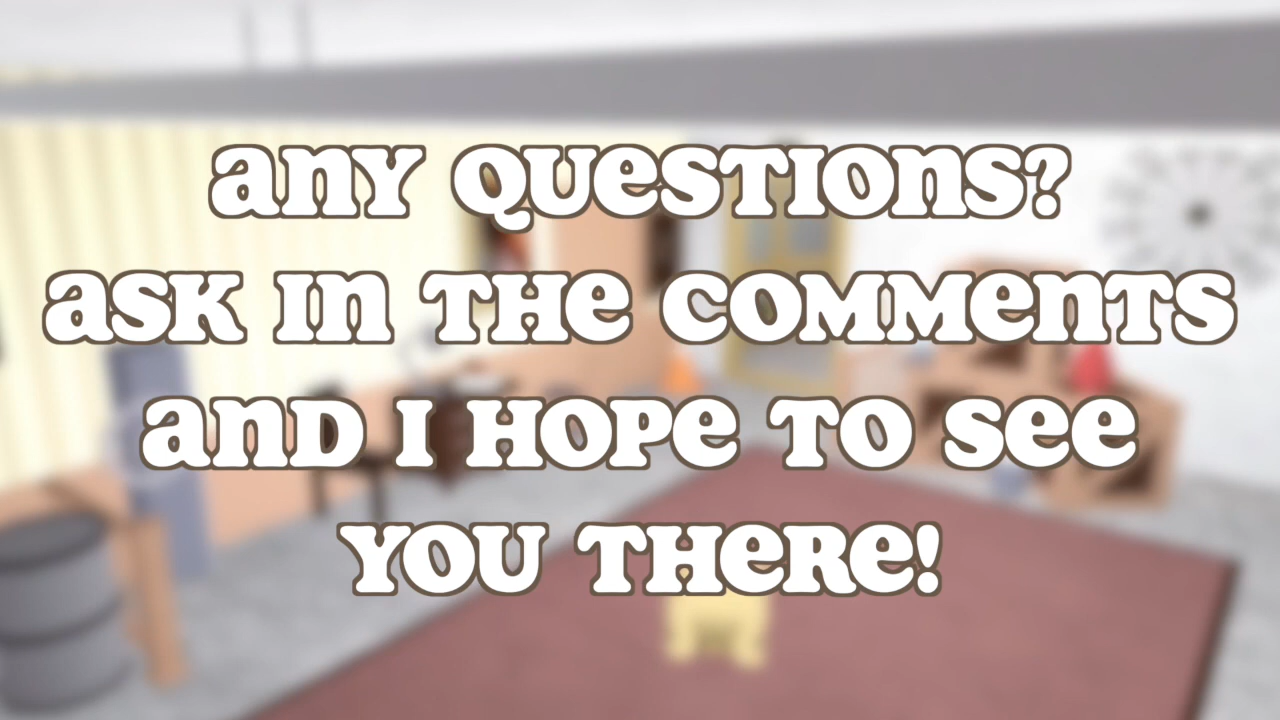 any questions?
ask in the comments
and I hope to see
you there!